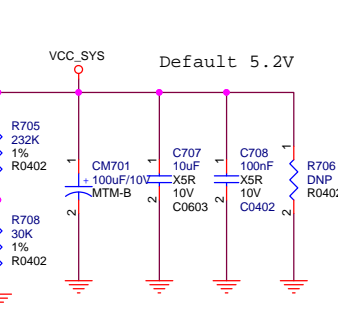 VCC_SYS
Default 5.2V
R705
232K
1%
R0402
1
2
CM701
+ 100uF/10V
MTM-B
1
2
C707
10uF
X5R
10V
C0603
1
2
C708
100nF
X5R
10V
C0402
1
2
R706
DNP
R0402
R708
30K
1%
R0402